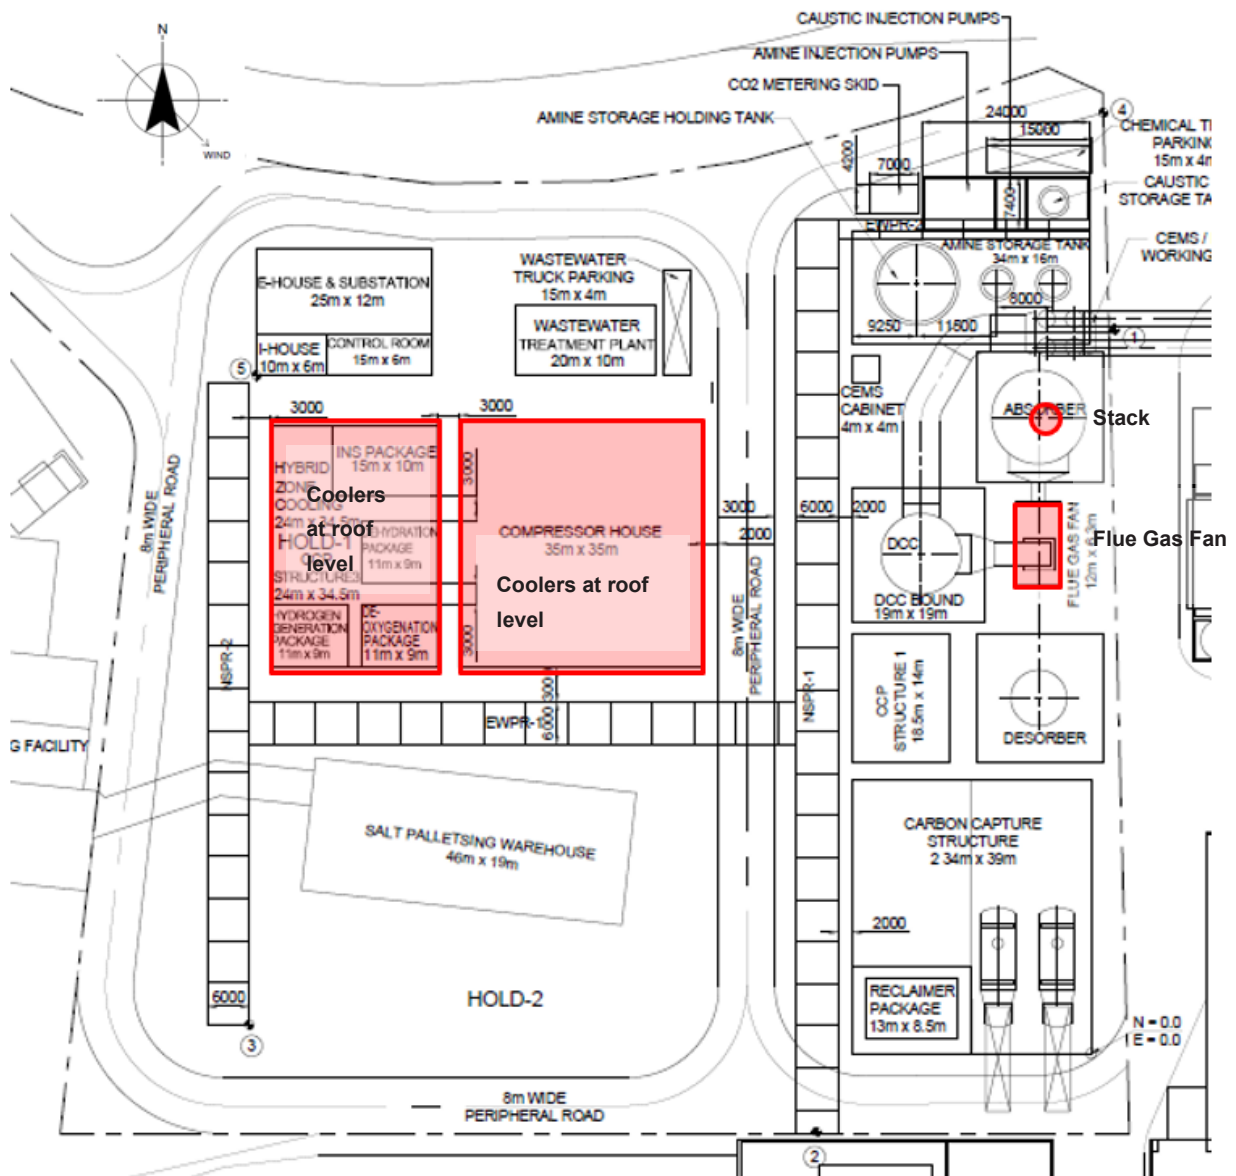 N
WIND
CAUSTIC INJECTION PUMPS
AMINE INJECTION PUMPS
CO2 METERING SKID
AMINE STORAGE HOLDING TANK
24000
4
15000
CHEMICAL
PARKING
15m x 4m
4200
7000
7400
CAUSTIC
STORAGE
EWPR-2
AMINE STORAGE TANK
34m x 16m
CEMS /
WORKING
8000
9250
11500
1
E-HOUSE & SUBSTATION
25m x 12m
I-HOUSE
10m x 6m
CONTROL ROOM
15m x 6m
WASTEWATER
TRUCK PARKING
15m x 4m
WASTEWATER
TREATMENT PLANT
20m x 10m
5
3000
3000
CEMS
CABINET
4m x 4m
ABSORBER
Stack
INS PACKAGE
15m x 10m
HYBRID
ZONE
COOLING
24m x 34.5m
Coolers
at roof
level
HOLD-1
CCP
STRUCTURE3
24m x 34.5m
PACKAGE
11m x 9m
3000
HYDROGEN
GENERATION
PACKAGE
11m x 9m
DE-
OXYGENATION
PACKAGE
11m x 9m
3000
COMPRESSOR HOUSE
35m x 35m
Coolers at roof
level
3000
2000
6000
2000
DCC
DCC BOUND
19m x 19m
FLUE GAS FAN
12m x 6.3m
Flue Gas Fan
8m WIDE
PERIPHERAL ROAD
NSPR-2
8m WIDE
PERIPHERAL ROAD
NSPR-1
CCP
STRUCTURE 1
18.5m x 14m
DESORBER
EWPR-1
6000
G FACILITY
SALT PALLETSING WAREHOUSE
46m x 19m
CARBON CAPTURE
STRUCTURE
2 34m x 39m
2000
6000
HOLD-2
RECLAIMER
PACKAGE
13m x 8.5m
N = 0.0
E = 0.0
3
8m WIDE
PERIPHERAL ROAD
2